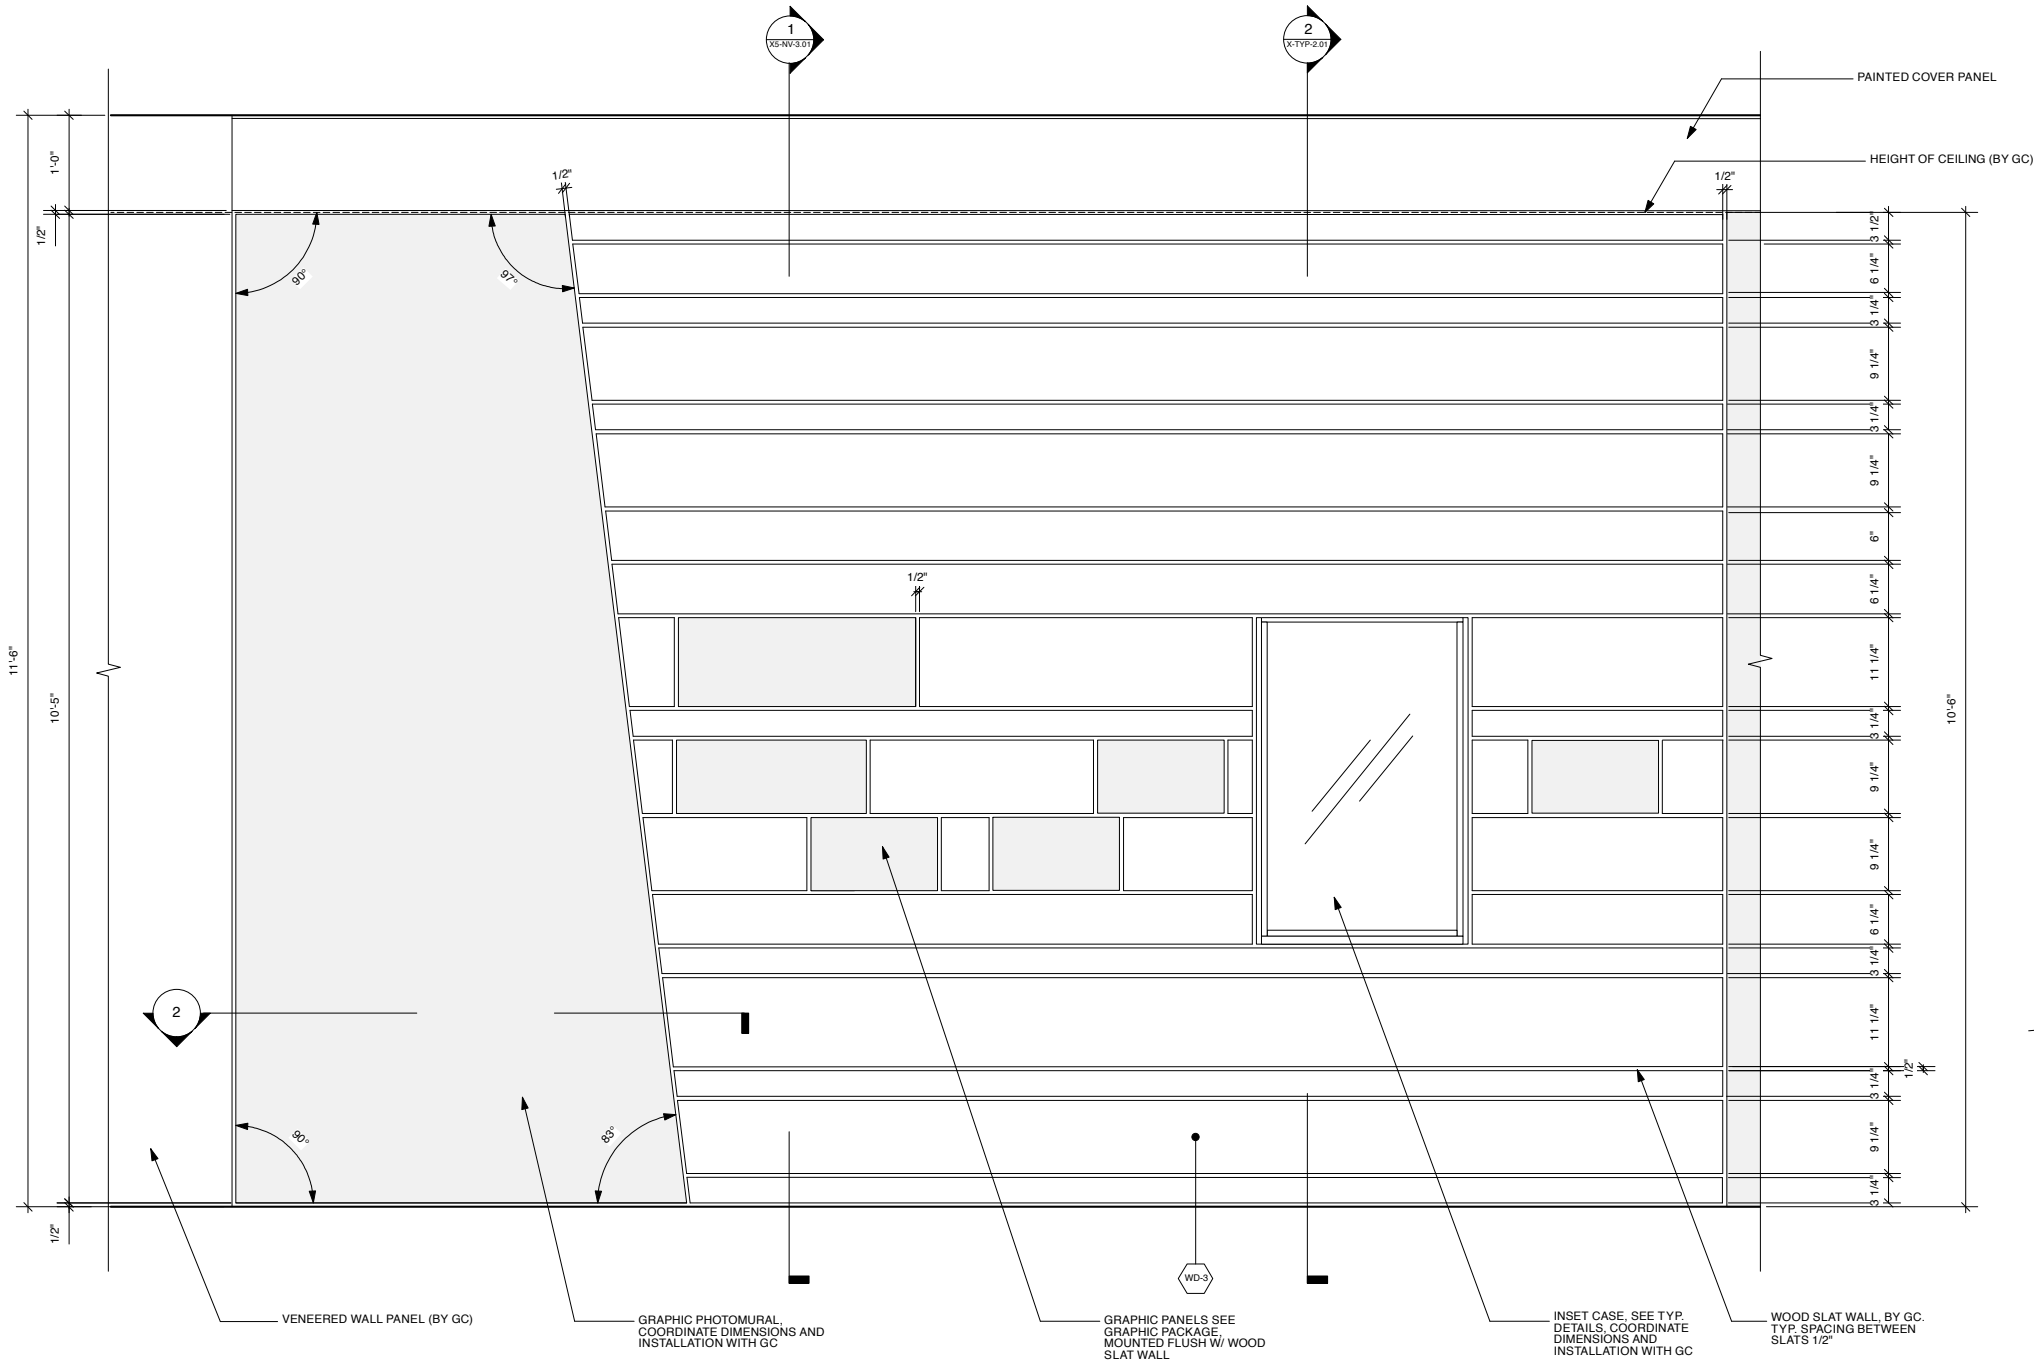 1
X5-NV-3.01
2
X-TYP-2.01
PAINTED COVER PANEL
HEIGHT OF CEILING (BY GC)
1'-0"
1/2"
1/2"
1/2"
90°
97°
3 1/2"
6 1/4"
3 1/4"
9 1/4"
3 1/4"
9 1/4"
6"
6 1/4"
1/2"
11'-6"
10'-5"
11 1/4"
3 1/4"
9 1/4"
9 1/4"
6 1/4"
3 1/4"
11 1/4"
3 1/4"
1/2"
9 1/4"
3 1/4"
10'-6"
2
90°
83°
1/2"
WD-3
VENEERED WALL PANEL (BY GC)
GRAPHIC PHOTOMURAL,
COORDINATE DIMENSIONS AND
INSTALLATION WITH GC
GRAPHIC PANELS SEE
GRAPHIC PACKAGE,
MOUNTED FLUSH W/ WOOD
SLAT WALL
INSET CASE, SEE TYP.
DETAILS, COORDINATE
DIMENSIONS AND
INSTALLATION WITH GC
WOOD SLAT WALL, BY GC.
TYP. SPACING BETWEEN
SLATS 1/2"